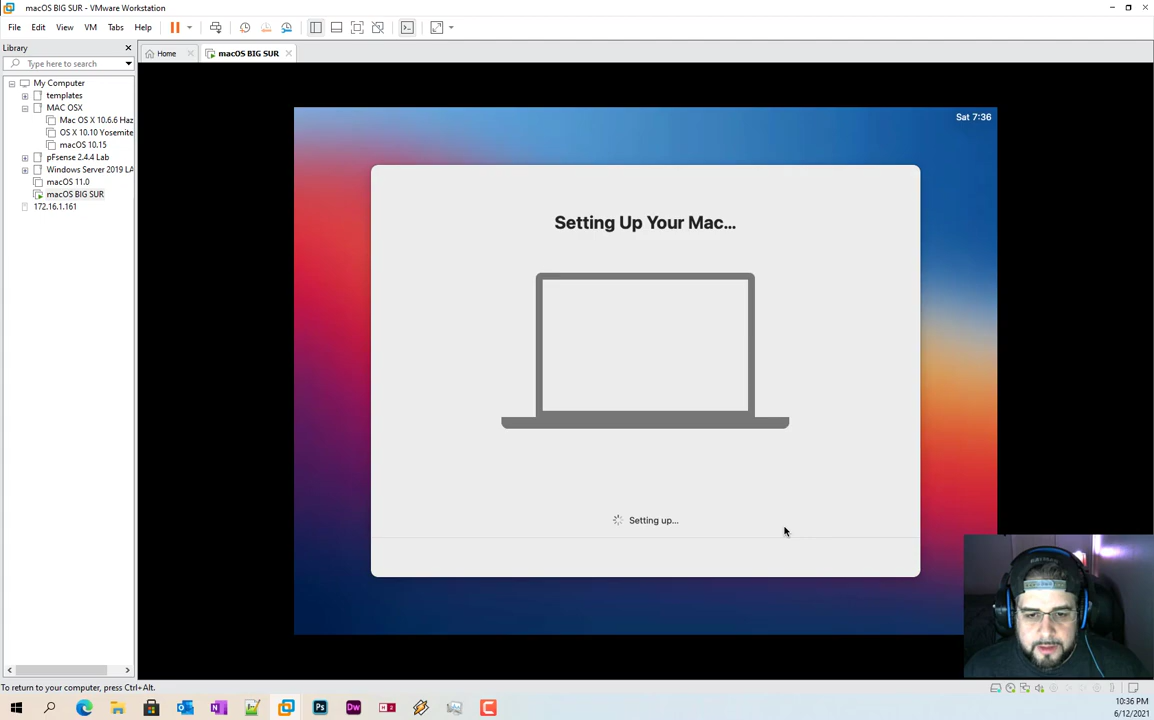 macOS BIG SUR - VMware Workstation
File Edit View VM Tabs Help
Library
Type here to search
Home
macOS BIG SUR
My Computer
templates
MAC OSX
Mac OS X 10.6.6 Haz
OS X 10.10 Yosemite
macOS 10.15
pFsense 2.4.4 Lab
Windows Server 2019 LA
macOS 11.0
macOS BIG SUR
172.16.1.161
Sat 7:36
Setting Up Your Mac...
Setting up...
To return to your computer, press Ctrl+Alt.
10:36 PM
6/12/2021